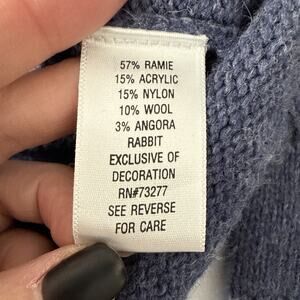 57% RAMIE
15% ACRYLIC
15% NYLON
10% WOOL
3% ANGORA
RABBIT
EXCLUSIVE OF
DECORATION
RN#73277
SEE REVERSE
FOR CARE